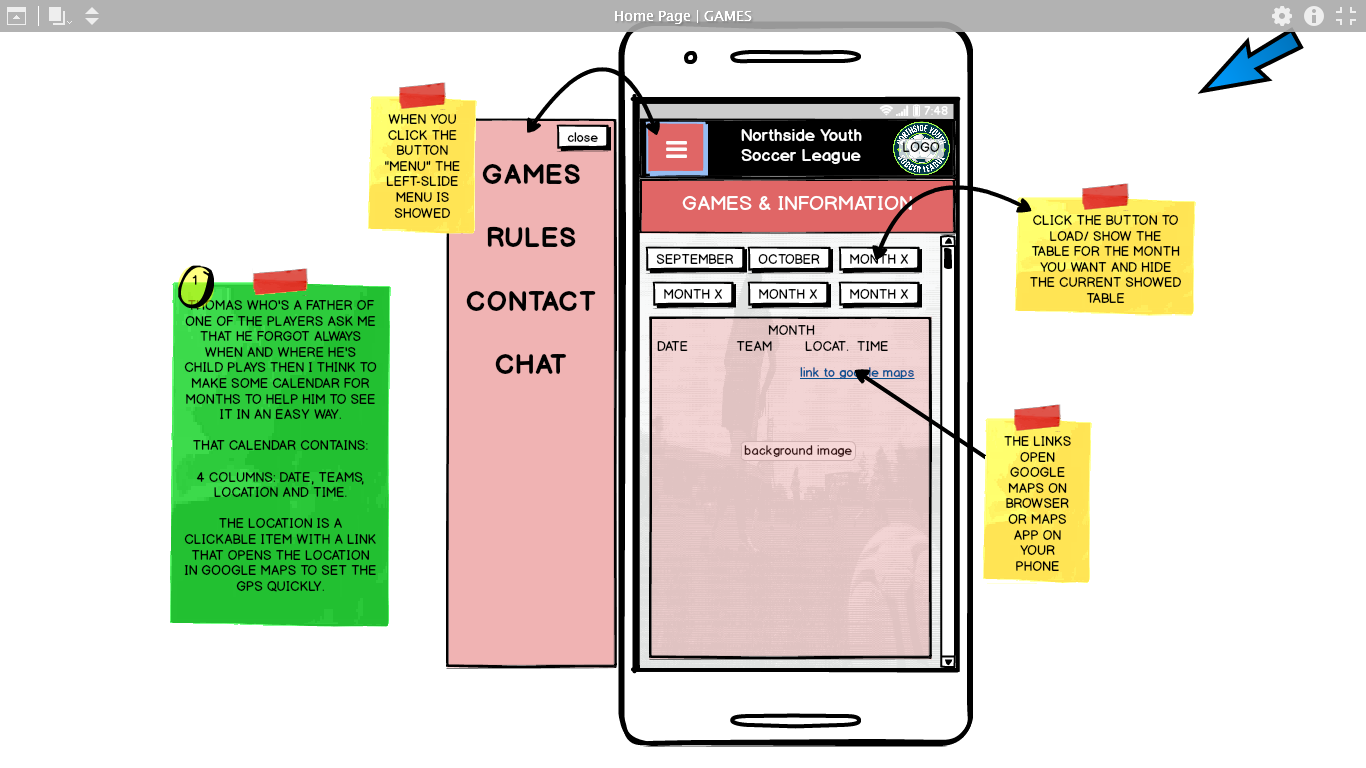 Home Page | GAMES
WHEN YOU
CLICK THE
BUTTON
"MENU" THE
LEFT-SLIDE
MENU IS
SHOWED
close
GAMES
RULES
CONTACT
CHAT
1
THOMAS WHO'S A FATHER OF
ONE OF THE PLAYERS ASK ME
THAT HE FORGOT ALWAYS
WHEN AND WHERE HE'S
CHILD PLAYS THEN I THINK TO
MAKE SOME CALENDAR FOR
MONTHS TO HELP HIM TO SEE
IT IN AN EASY WAY.
THAT CALENDAR CONTAINS:
4 COLUMNS: DATE, TEAMS,
LOCATION AND TIME.
THE LOCATION IS A
CLICKABLE ITEM WITH A LINK
THAT OPENS THE LOCATION
IN GOOGLE MAPS TO SET THE
GPS QUICKLY.
7:48
Northside Youth
Soccer League
NORTHSIDE YOUTH
LOGO
SOCCER LEAGUE
GAMES & INFORMATION
SEPTEMBER OCTOBER MONTH X
MONTH X MONTH X MONTH X
MONTH
DATE TEAM LOCAT. TIME
link to google maps
background image
CLICK THE BUTTON TO
LOAD/ SHOW THE
TABLE FOR THE MONTH
YOU WANT AND HIDE
THE CURRENT SHOWED
TABLE
THE LINKS
OPEN
GOOGLE
MAPS ON
BROWSER
OR MAPS
APP ON
YOUR
PHONE